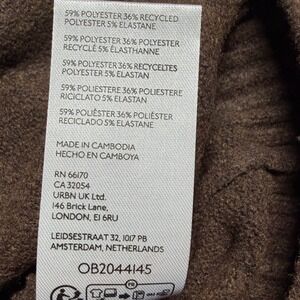 59% POLYESTER 36% RECYCLED
POLYESTER 5% ELASTANE
59% POLYESTER 36% POLYESTER
RECYCLÉ 5% ÉLASTHANNE
59% POLYESTER 36% RECYCELTES
POLYESTER 5% ELASTAN
59% POLIESTERE 36% POLIESTERE
RICICLATO 5% ELASTAN
59% POLIÉSTER 36% POLIÉSTER
RECICLADO 5% ELASTANO
MADE IN CAMBODIA
HECHO EN CAMBOYA
RN 66170
CA 32054
URBN UK Ltd.
146 Brick Lane,
LONDON, E1 6RU
LEIDSESTRAAT 32, 1017 PB
AMSTERDAM, NETHERLANDS
OB2044145
FR